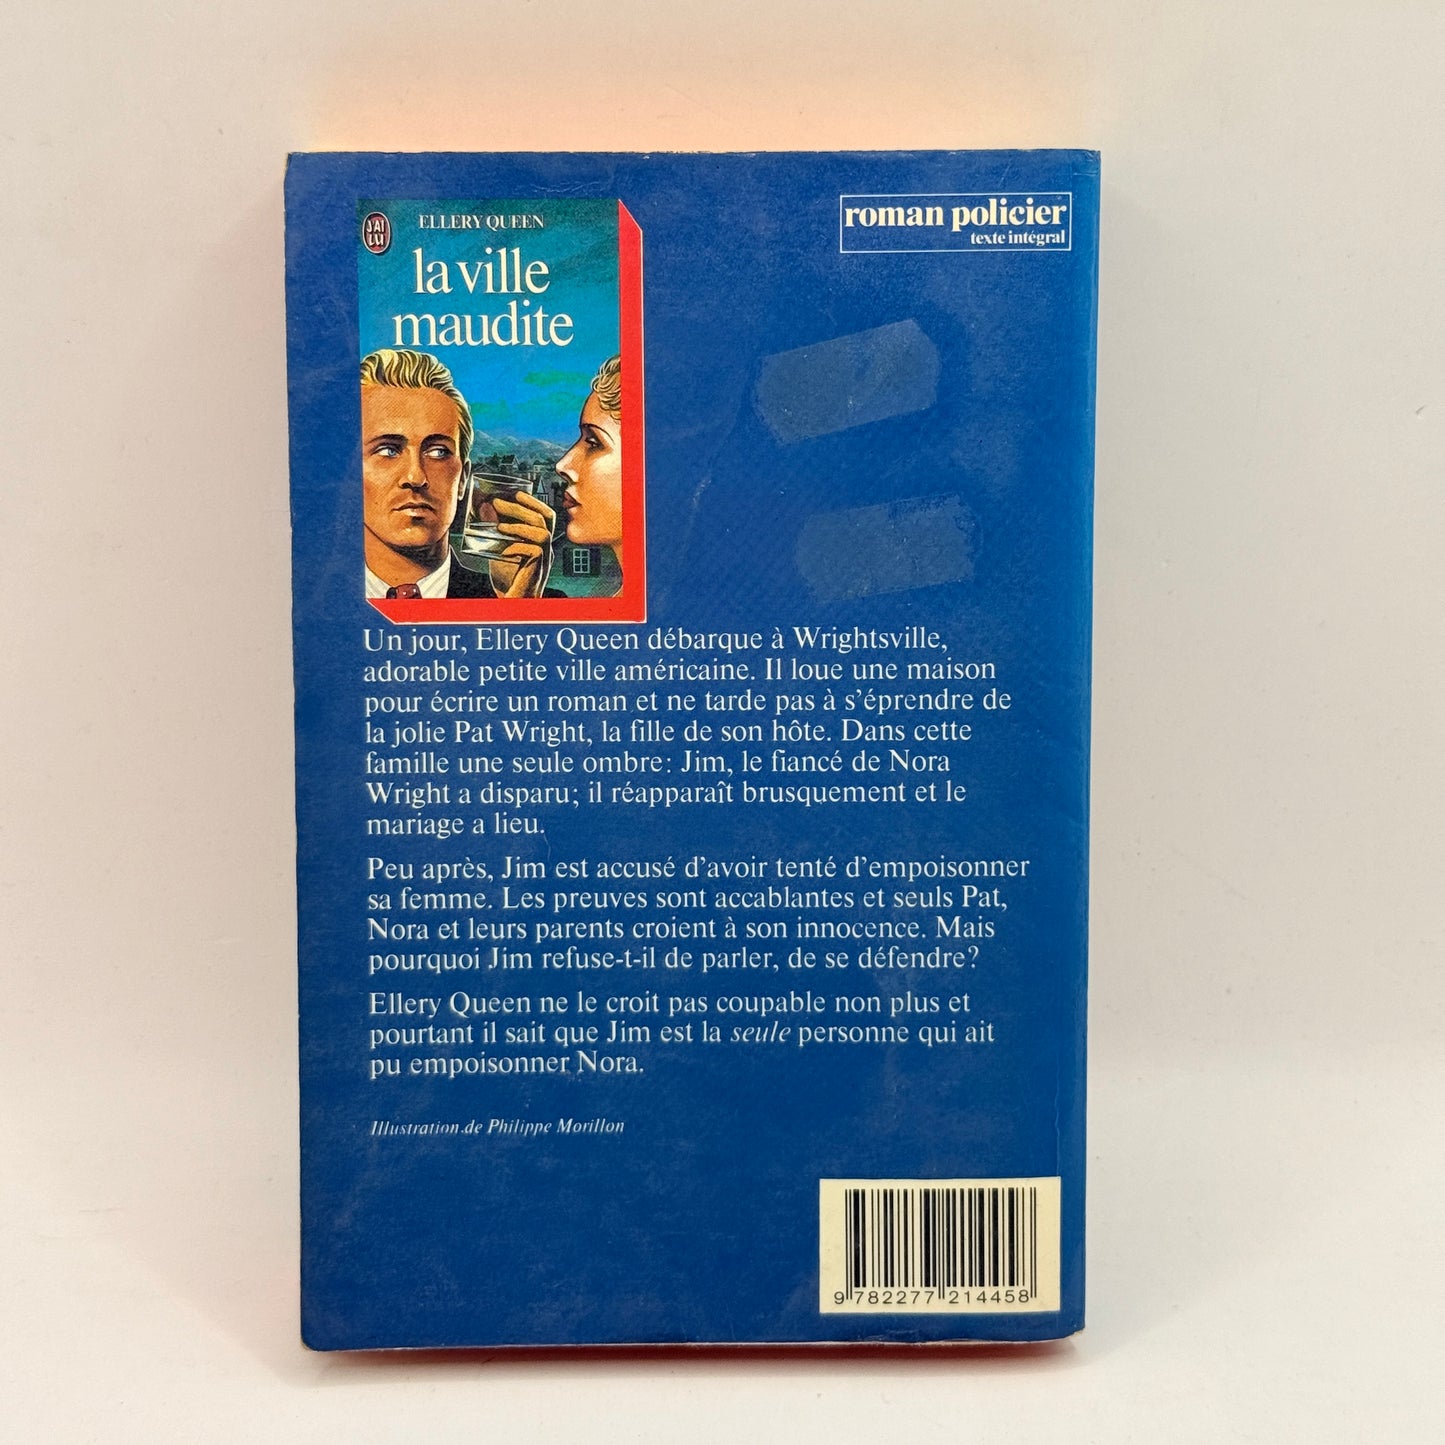 J'AI
LU
ELLERY QUEEN
la ville
maudite
roman policier
texte intégral
Un jour, Ellery Queen débarque à Wrightsville,
adorable petite ville américaine. Il loue une maison
pour écrire un roman et ne tarde pas à s'éprendre de
la jolie Pat Wright, la fille de son hôte. Dans cette
famille une seule ombre: Jim, le fiancé de Nora
Wright a disparu; il réapparaît brusquement et le
mariage a lieu.
Peu après, Jim est accusé d'avoir tenté d'empoisonner
sa femme. Les preuves sont accablantes et seuls Pat,
Nora et leurs parents croient à son innocence. Mais
pourquoi Jim refuse-t-il de parler, de se défendre?
Ellery Queen ne le croit pas coupable non plus et
pourtant il sait que Jim est la seule personne qui ait
pu empoisonner Nora.
Illustration de Philippe Morillon
9 782277 214458